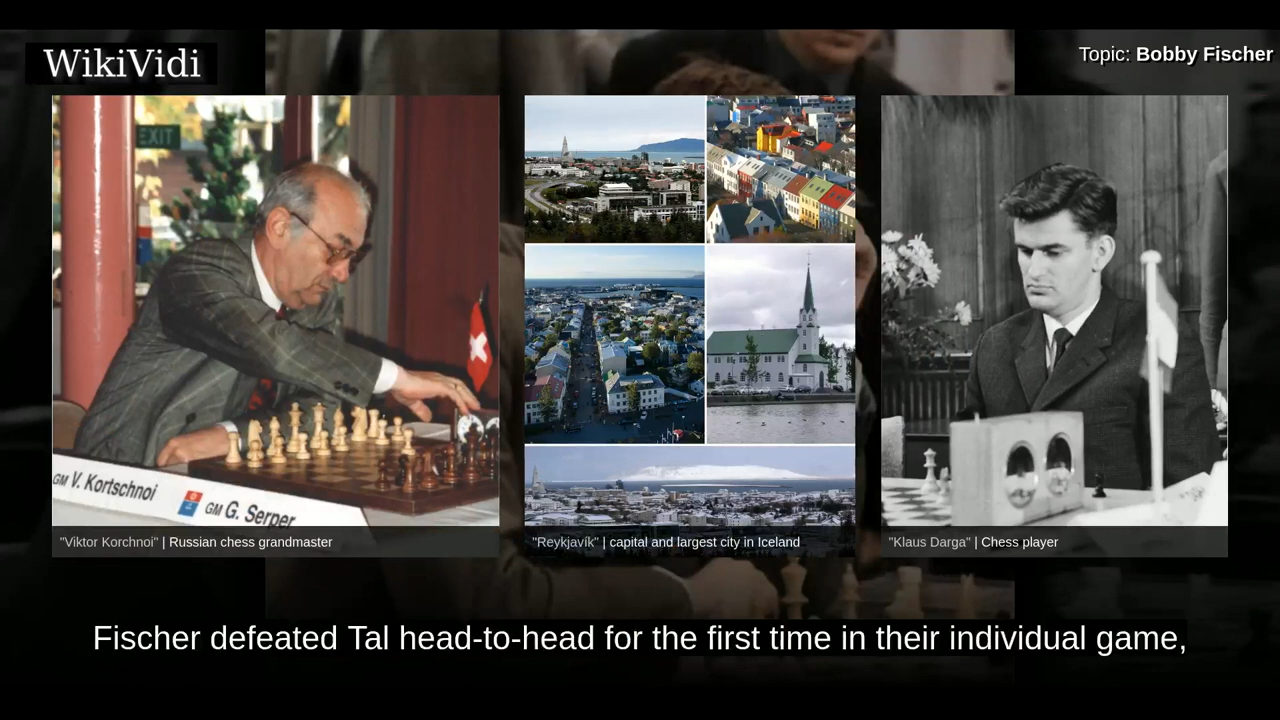 WikiVidi
Topic: Bobby Fischer
EXIT
GM V. Kortschnoi
GM G. Serper
"Viktor Korchnoi" | Russian chess grandmaster
"Reykjavík" | capital and largest city in Iceland
"Klaus Darga" | Chess player
Fischer defeated Tal head-to-head for the first time in their individual game,